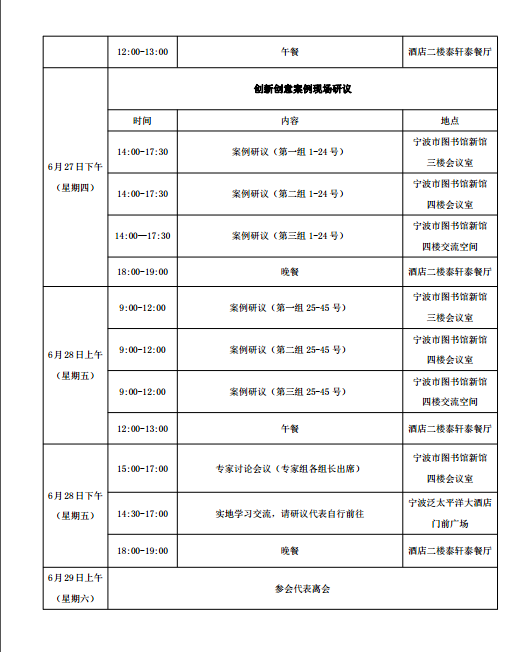 12:00-13:00 午餐 酒店二楼泰轩泰餐厅
创新创意案例现场研议
时间 内容 地点
6月27日下午
（星期四）
14:00-17:30 案例研议（第一组 1-24 号） 宁波市图书馆新馆
三楼会议室
14:00-17:30 案例研议（第二组 1-24 号） 宁波市图书馆新馆
四楼会议室
14:00—17:30 案例研议（第三组 1-24 号） 宁波市图书馆新馆
四楼交流空间
18:00-19:00 晚餐 酒店二楼泰轩泰餐厅
6月28日上午
（星期五）
9:00-12:00 案例研议（第一组 25-45 号） 宁波市图书馆新馆
三楼会议室
9:00-12:00 案例研议（第二组 25-45 号） 宁波市图书馆新馆
四楼会议室
9:00-12:00 案例研议（第三组 25-45 号） 宁波市图书馆新馆
四楼交流空间
12:00-13:00 午餐 酒店二楼泰轩泰餐厅
6月28日下午
（星期五）
15:00-17:00 专家讨论会议（专家组各组长出席） 宁波市图书馆新馆
四楼会议室
14:30-17:00 实地学习交流，请研议代表自行前往 宁波泛太平洋大酒店
门前广场
18:00-19:00 晚餐 酒店二楼泰轩泰餐厅
6月29日上午
（星期六）
参会代表离会